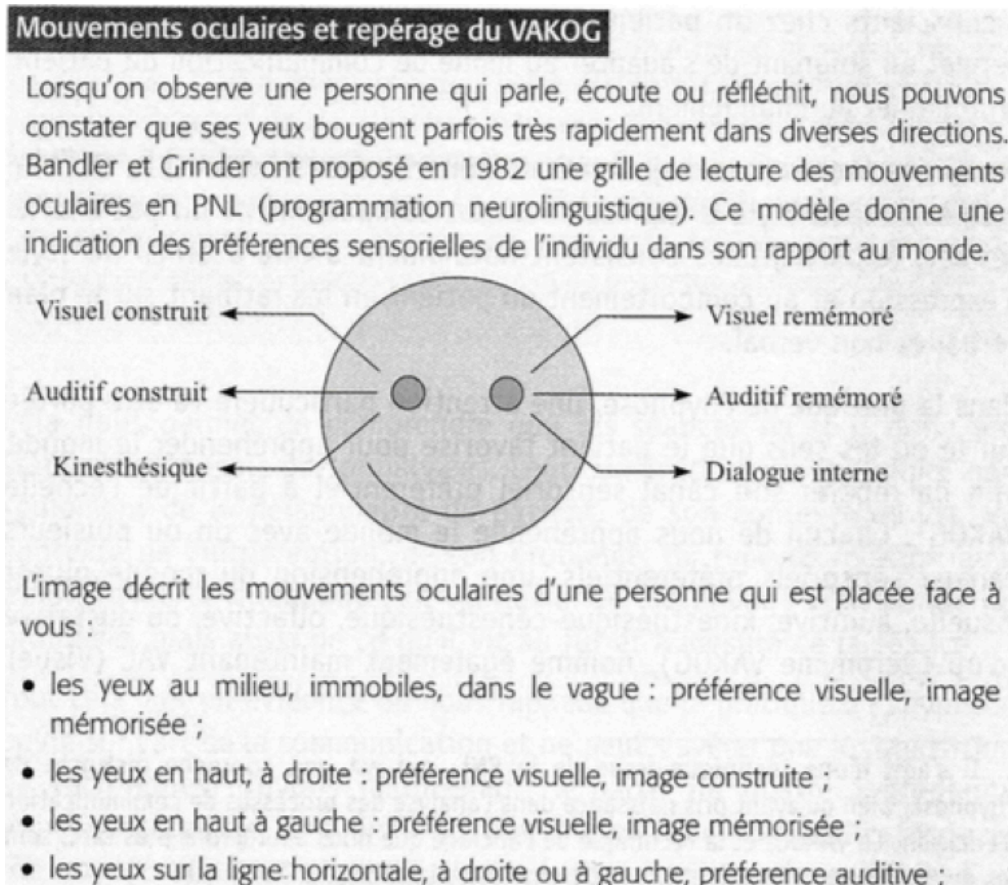 Mouvements oculaires et repérage du VAKOG
Lorsqu'on observe une personne qui parle, écoute ou réfléchit, nous pouvons
constater que ses yeux bougent parfois très rapidement dans diverses directions.
Bandler et Grinder ont proposé en 1982 une grille de lecture des mouvements
oculaires en PNL (programmation neurolinguistique). Ce modèle donne une
indication des préférences sensorielles de l'individu dans son rapport au monde.
Visuel construit
Visuel remémoré
Auditif construit
Auditif remémoré
Kinesthésique
Dialogue interne
L'image décrit les mouvements oculaires d'une personne qui est placée face à
vous :
• les yeux au milieu, immobiles, dans le vague : préférence visuelle, image
mémorisée ;
• les yeux en haut, à droite : préférence visuelle, image construite ;
• les yeux en haut à gauche : préférence visuelle, image mémorisée ;
• les yeux sur la ligne horizontale, à droite ou à gauche, préférence auditive ;